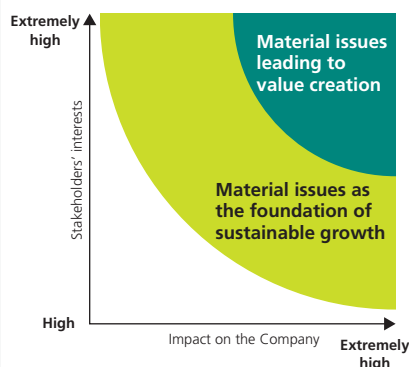 Extremely
high
Material issues
leading to
value creation
Stakeholders' interests
Material issues as
the foundation of
sustainable growth
High
Impact on the Company
Extremely
high